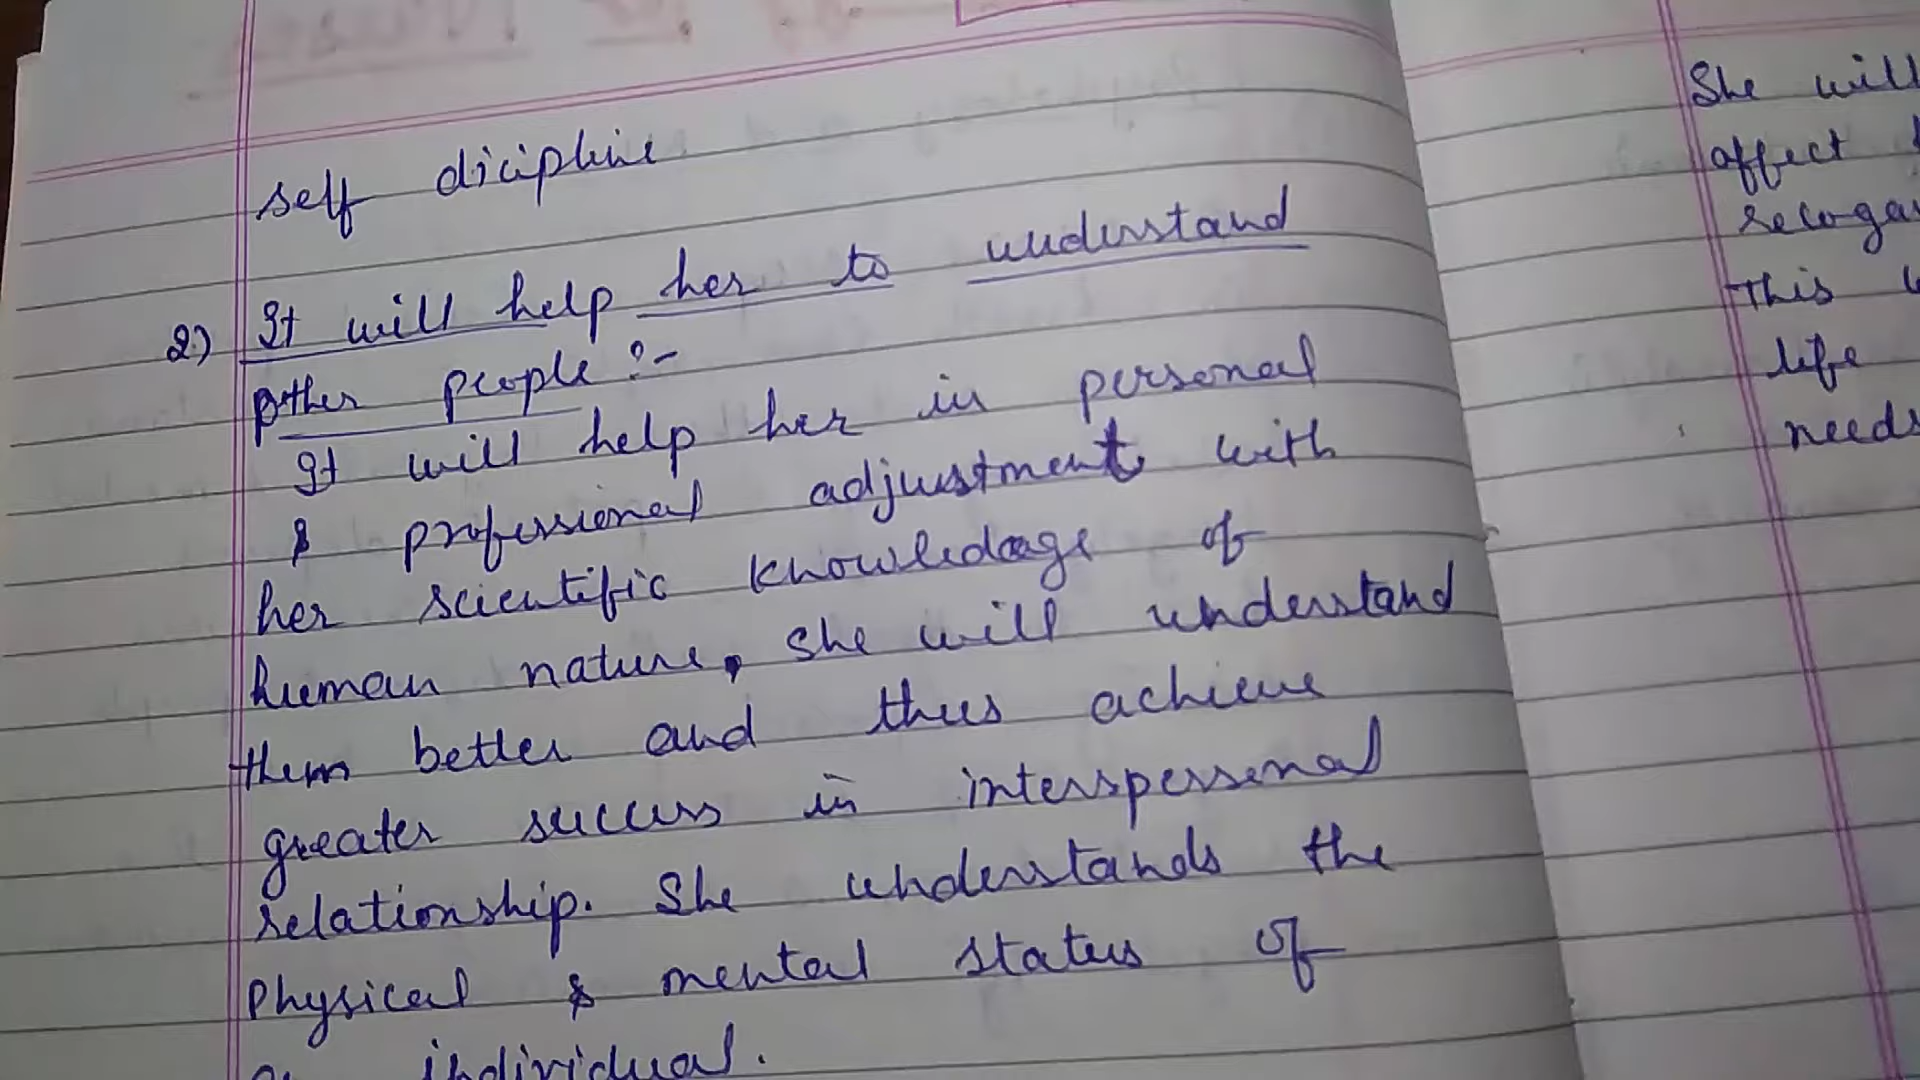 self dicipline
2) It will help her to understand
other people :-
It will help her in personal
& professional adjustment with
her scientific knowledage of
human nature, she will understand
them better and thus achieve
greater success in interspersonal
relationship. She understands the
physical & mental status of
individual.
She will
affect
This
life
needs